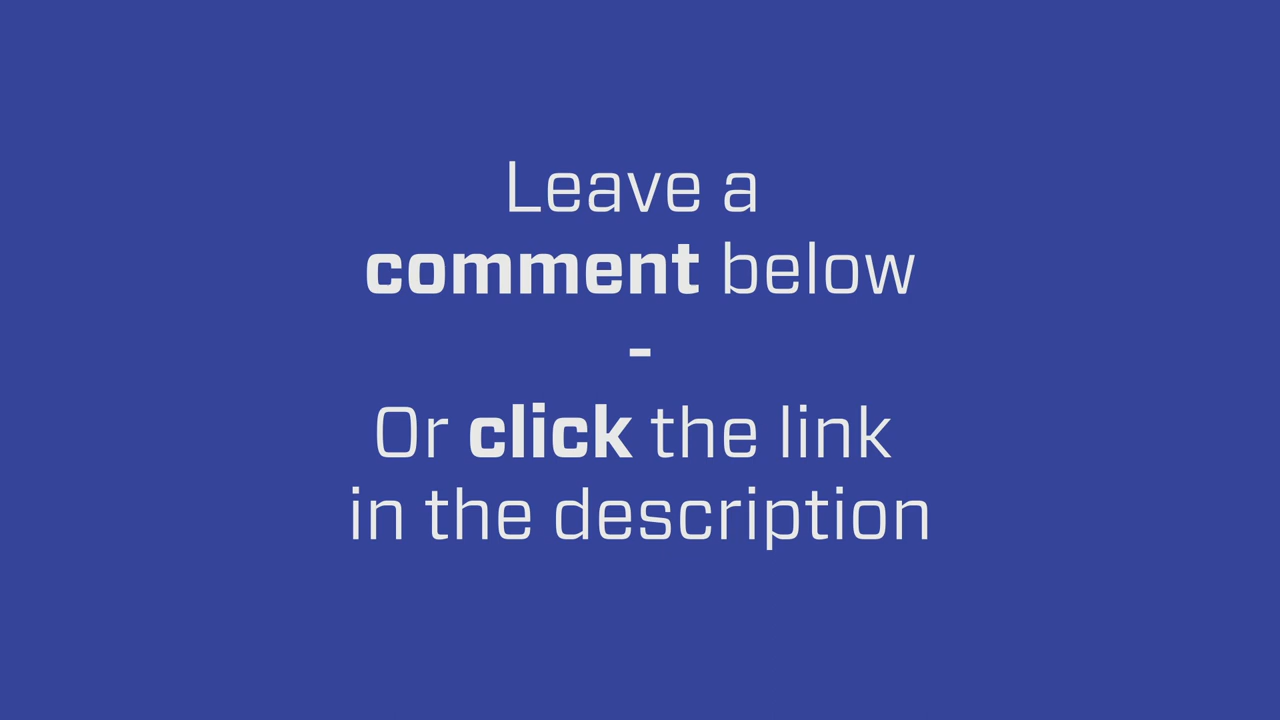 Leave a
comment below
-
Or click the link
in the description